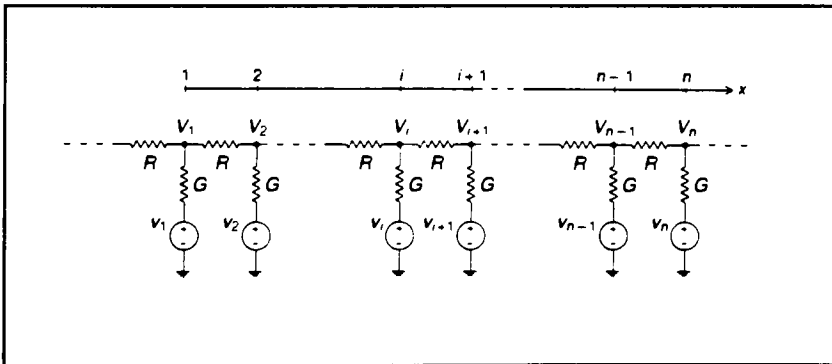 1 2 i i+1 n−1 n
x
V₁ V₂ Vᵢ Vᵢ₊₁ Vₙ₋₁ Vₙ
R R R R R R
G G G G G G
v₁ v₂ vᵢ vᵢ₊₁ vₙ₋₁ vₙ
+ + + + + +
- - - - - -